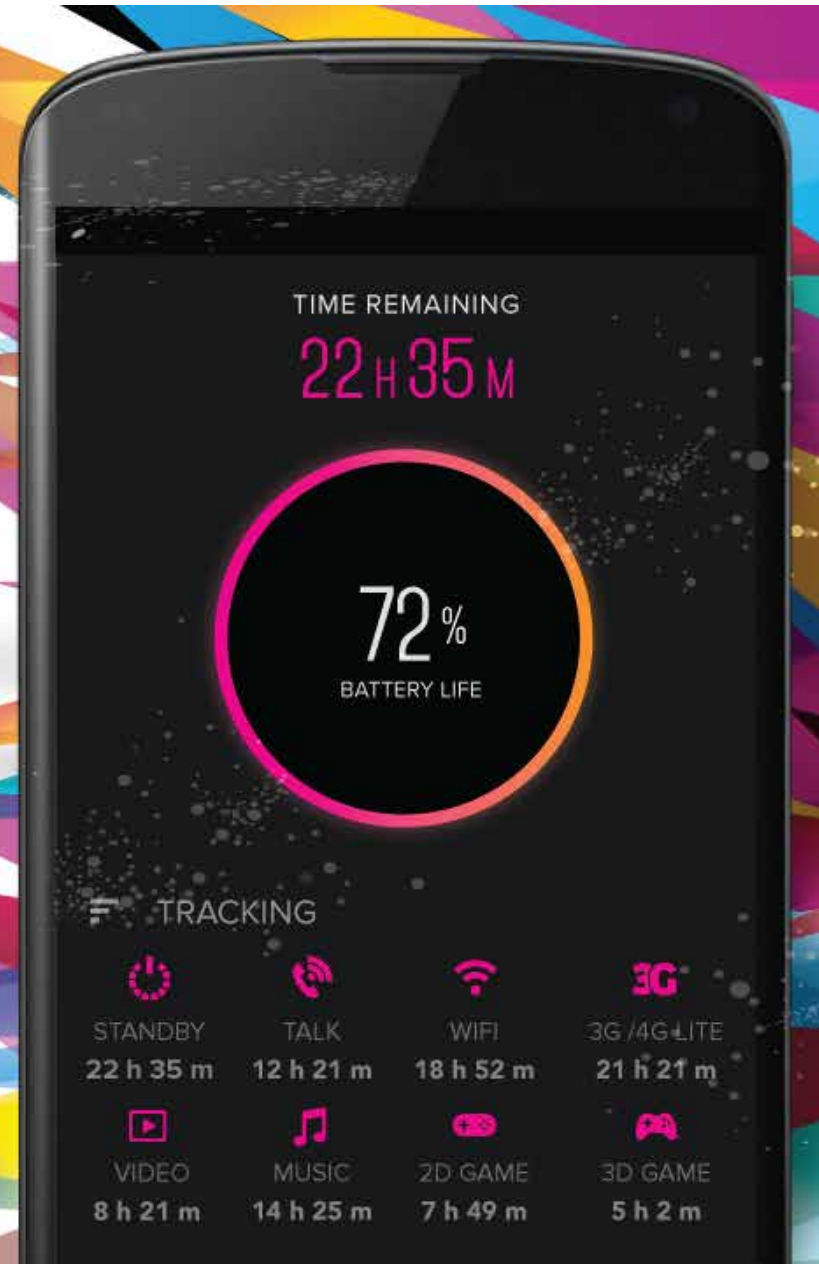 TIME REMAINING
22 H 35 M
72 %
BATTERY LIFE
TRACKING
3G
STANDBY TALK WIFI 3G /4G LITE
22 h 35 m 12 h 21 m 18 h 52 m 21 h 21 m
VIDEO MUSIC 2D GAME 3D GAME
8 h 21 m 14 h 25 m 7 h 49 m 5 h 2 m